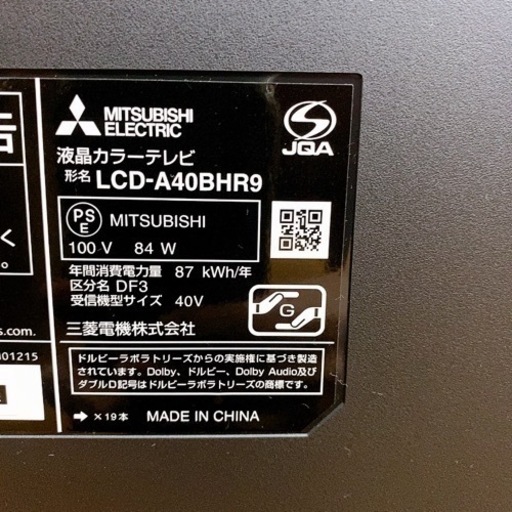 告
く
。
s.com.
01215
MITSUBISHI
ELECTRIC
JQA
液晶カラーテレビ
形名 LCD-A40BHR9
PS
E MITSUBISHI
100 V 84 W
年間消費電力量 87 kWh/年
区分名 DF3
受信機型サイズ 40V
G
三菱電機株式会社
ドルビーラボラトリーズからの実施権に基づき製造
されています。Dolby、ドルビー、Dolby Audio及び
ダブルD記号はドルビーラボラトリーズの商標です。
→ ×19本 MADE IN CHINA